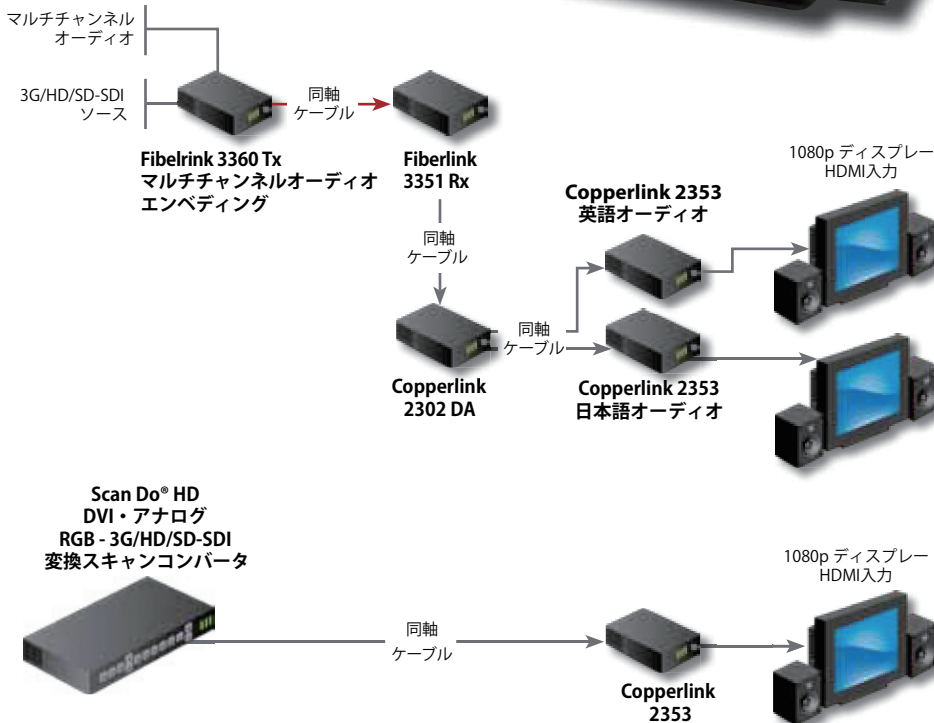 マルチチャンネル
オーディオ
3G/HD/SD-SDI
ソース
同軸
ケーブル
Fibelrink 3360 Tx
マルチチャンネルオーディオ
エンベディング
Fiberlink
3351 Rx
同軸
ケーブル
Copperlink 2353
英語オーディオ
1080p ディスプレー
HDMI入力
同軸
ケーブル
Copperlink
2302 DA
Copperlink 2353
日本語オーディオ
Scan Do® HD
DVI・アナログ
RGB - 3G/HD/SD-SDI
変換スキャンコンバータ
同軸
ケーブル
Copperlink
2353
1080p ディスプレー
HDMI入力